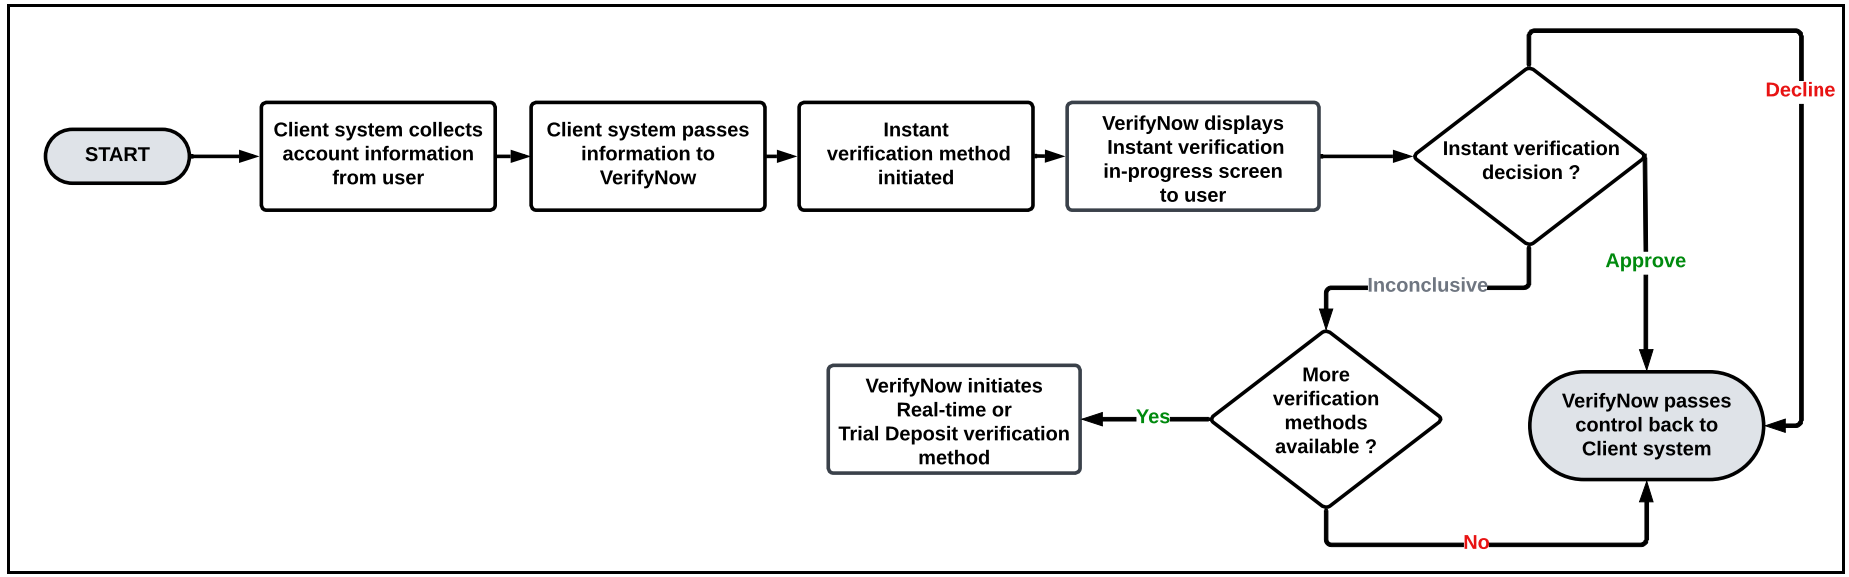 START
Client system collects
account information
from user
Client system passes
information to
VerifyNow
Instant
verification method
initiated
VerifyNow displays
Instant verification
in-progress screen
to user
Instant verification
decision ?
Decline
Approve
Inconclusive
More
verification
methods
available ?
Yes
VerifyNow initiates
Real-time or
Trial Deposit verification
method
No
VerifyNow passes
control back to
Client system